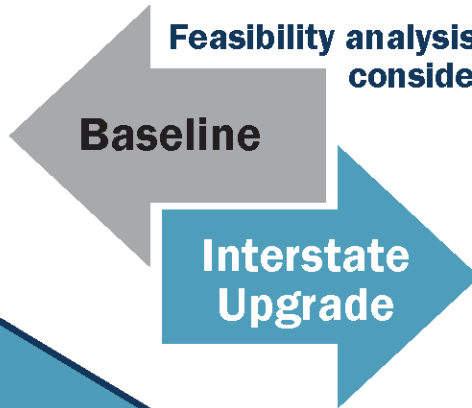 Feasibility analysis
conside
Baseline
Interstate
Upgrade